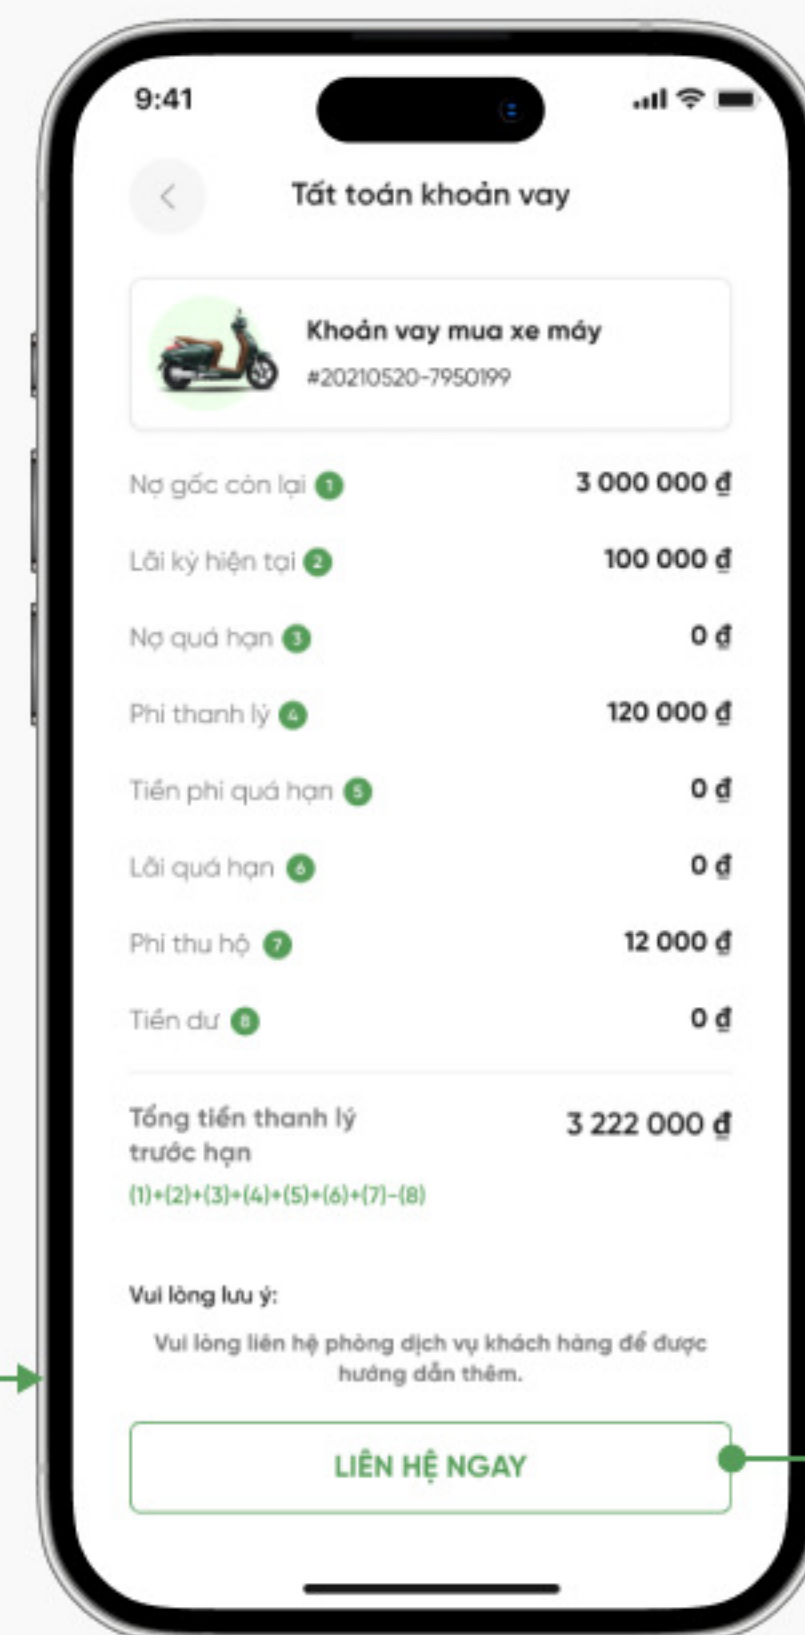 9:41
Tất toán khoản vay
Khoản vay mua xe máy
#20210520-7950199
Nợ gốc còn lại 1 3 000 000 ₫
Lãi kỳ hiện tại 2 100 000 ₫
Nợ quá hạn 3 0 ₫
Phí thanh lý 4 120 000 ₫
Tiền phí quá hạn 5 0 ₫
Lãi quá hạn 6 0 ₫
Phí thu hộ 7 12 000 ₫
Tiền dư 8 0 ₫
Tổng tiền thanh lý 3 222 000 ₫
trước hạn
(1)+(2)+(3)+(4)+(5)+(6)+(7)-(8)
Vui lòng lưu ý:
Vui lòng liên hệ phòng dịch vụ khách hàng để được
hướng dẫn thêm.
LIÊN HỆ NGAY